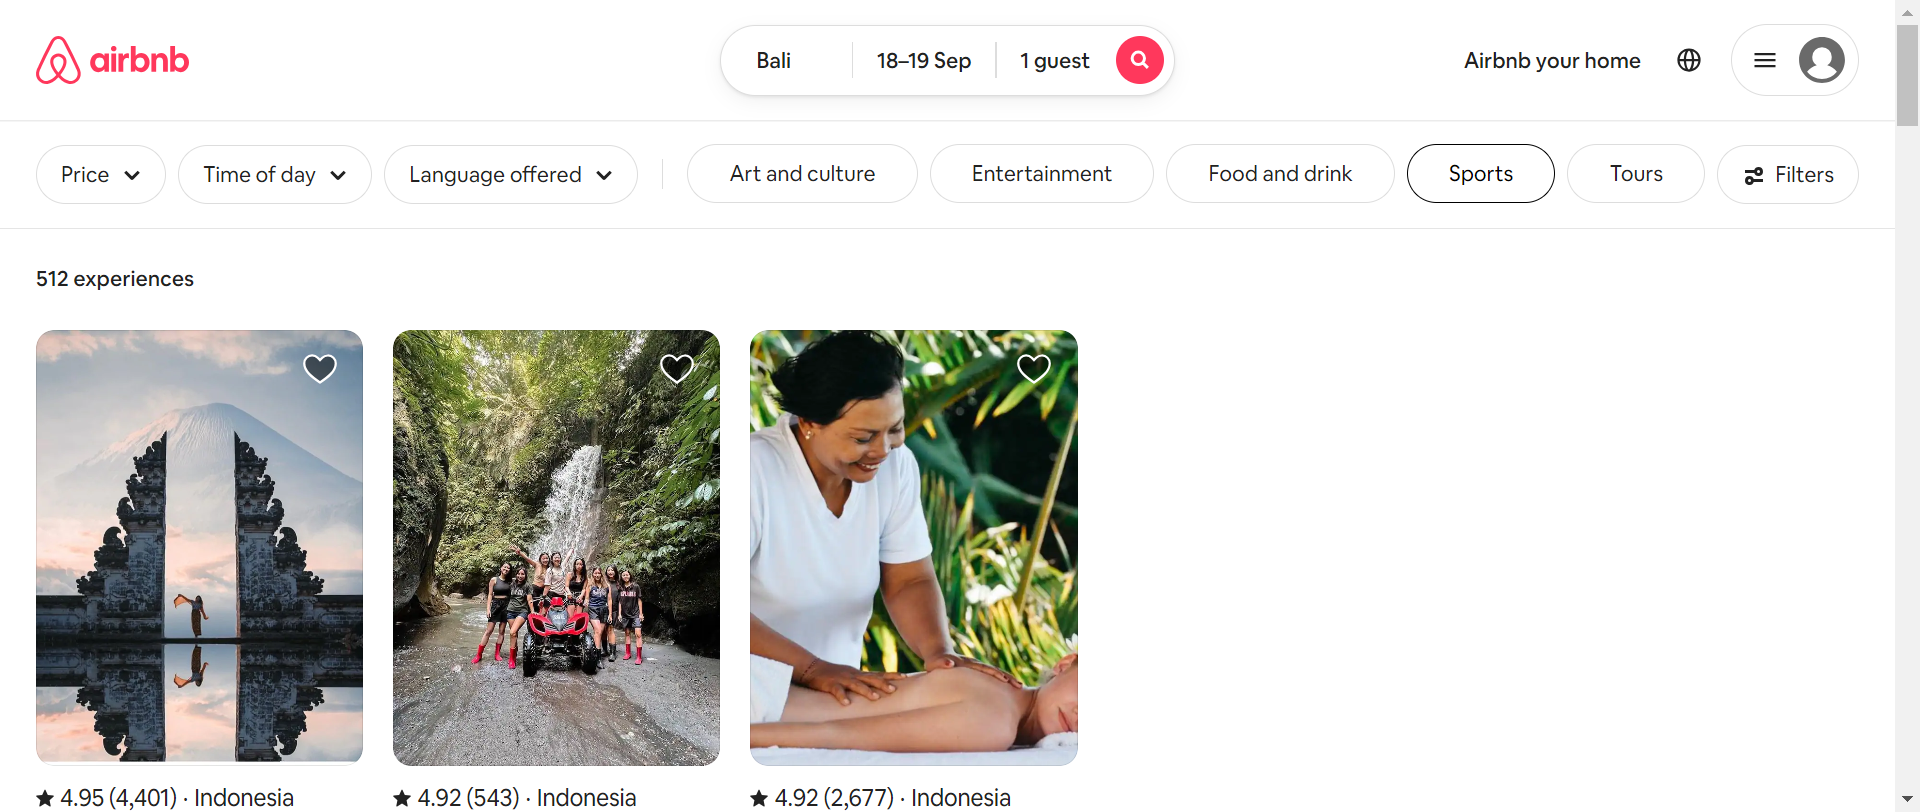 airbnb
Bali
18–19 Sep
1 guest
Airbnb your home
Price
Time of day
Language offered
Art and culture
Entertainment
Food and drink
Sports
Tours
Filters
512 experiences
4.95 (4,401) · Indonesia
4.92 (543) · Indonesia
4.92 (2,677) · Indonesia